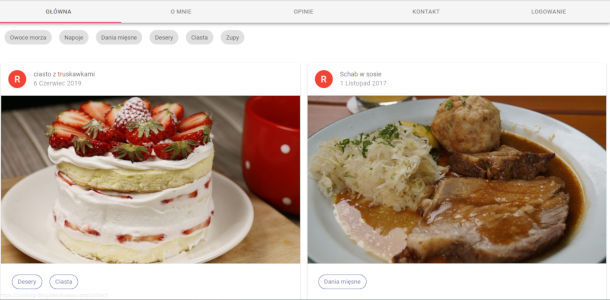 GŁÓWNA O MNIE OPINIE KONTAKT LOGOWANIE
Owoce morza Napoje Dania mięsne Desery Ciasta Zupy
R
ciasto z truskawkami
6 Czerwiec 2019
R
Schab w sosie
1 Listopad 2017
Desery Ciasta
Dania mięsne